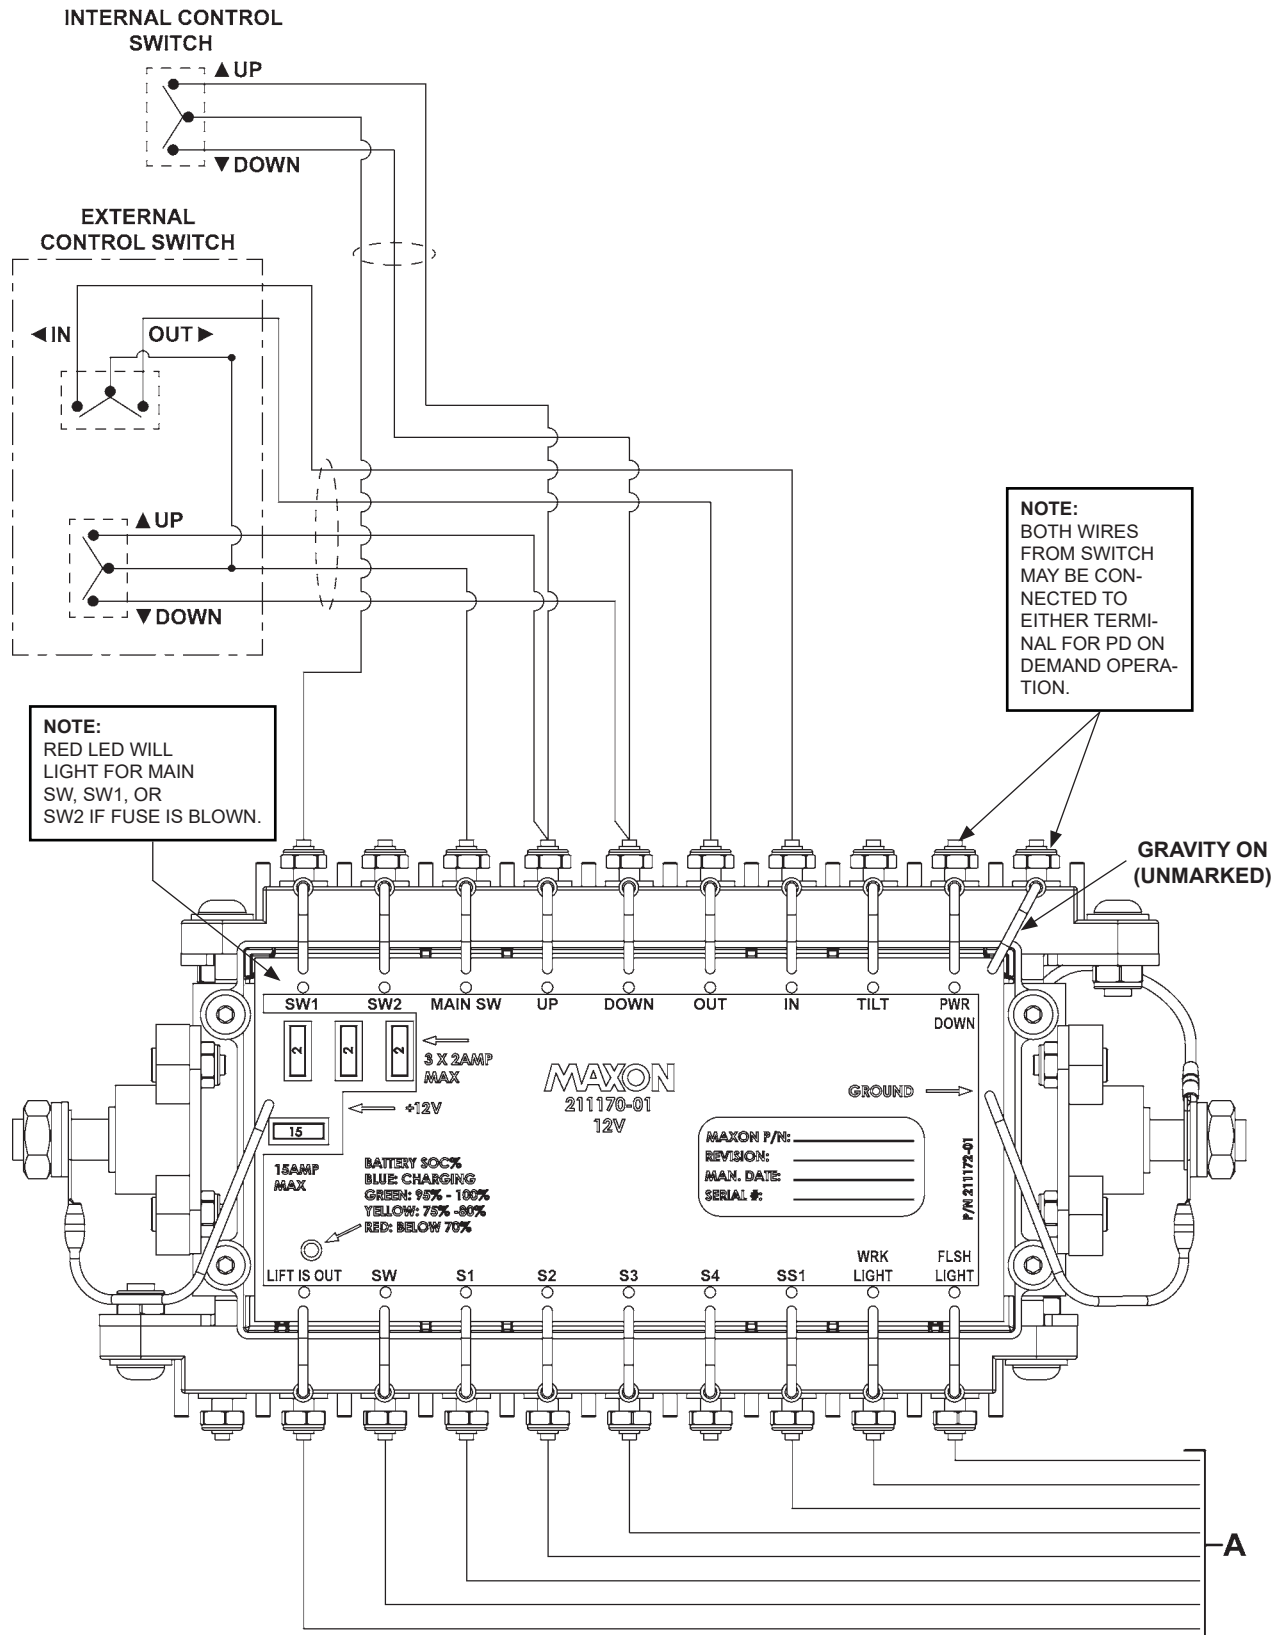 INTERNAL CONTROL
SWITCH
▲UP
▼DOWN
EXTERNAL
CONTROL SWITCH
◄IN
OUT►
▲UP
▼DOWN
NOTE:
BOTH WIRES
FROM SWITCH
MAY BE CON-
NECTED TO
EITHER TERMI-
NAL FOR PD ON
DEMAND OPERA-
TION.
NOTE:
RED LED WILL
LIGHT FOR MAIN
SW, SW1, OR
SW2 IF FUSE IS BLOWN.
GRAVITY ON
(UNMARKED)
SW1
SW2
MAIN SW
UP
DOWN
OUT
IN
TILT
PWR
DOWN
2
2
2
3 X 2AMP
MAX
+12V
15
15AMP
MAX
MAXON
211170-01
12V
GROUND
MAXON P/N:
REVISION:
MAN. DATE:
SERIAL #:
P/N 211172-01
BATTERY SOC%
BLUE: CHARGING
GREEN: 95% - 100%
YELLOW: 75% -80%
RED: BELOW 70%
LIFT IS OUT
SW
S1
S2
S3
S4
SS1
WRK
LIGHT
FLSH
LIGHT
A